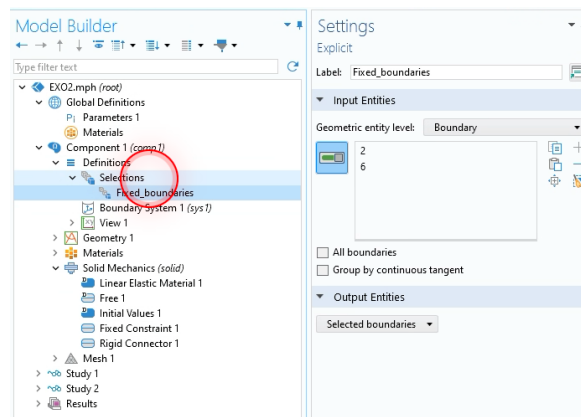 Model Builder
Type filter text
EXO2.mph (root)
Global Definitions
Pi Parameters 1
Materials
Component 1 (comp1)
Definitions
Selections
Fixed_boundaries
Boundary System 1 (sys1)
View 1
Geometry 1
Materials
Solid Mechanics (solid)
Linear Elastic Material 1
Free 1
Initial Values 1
Fixed Constraint 1
Rigid Connector 1
Mesh 1
Study 1
Study 2
Results
Settings
Explicit
Label: Fixed_boundaries
Input Entities
Geometric entity level: Boundary
2
6
All boundaries
Group by continuous tangent
Output Entities
Selected boundaries